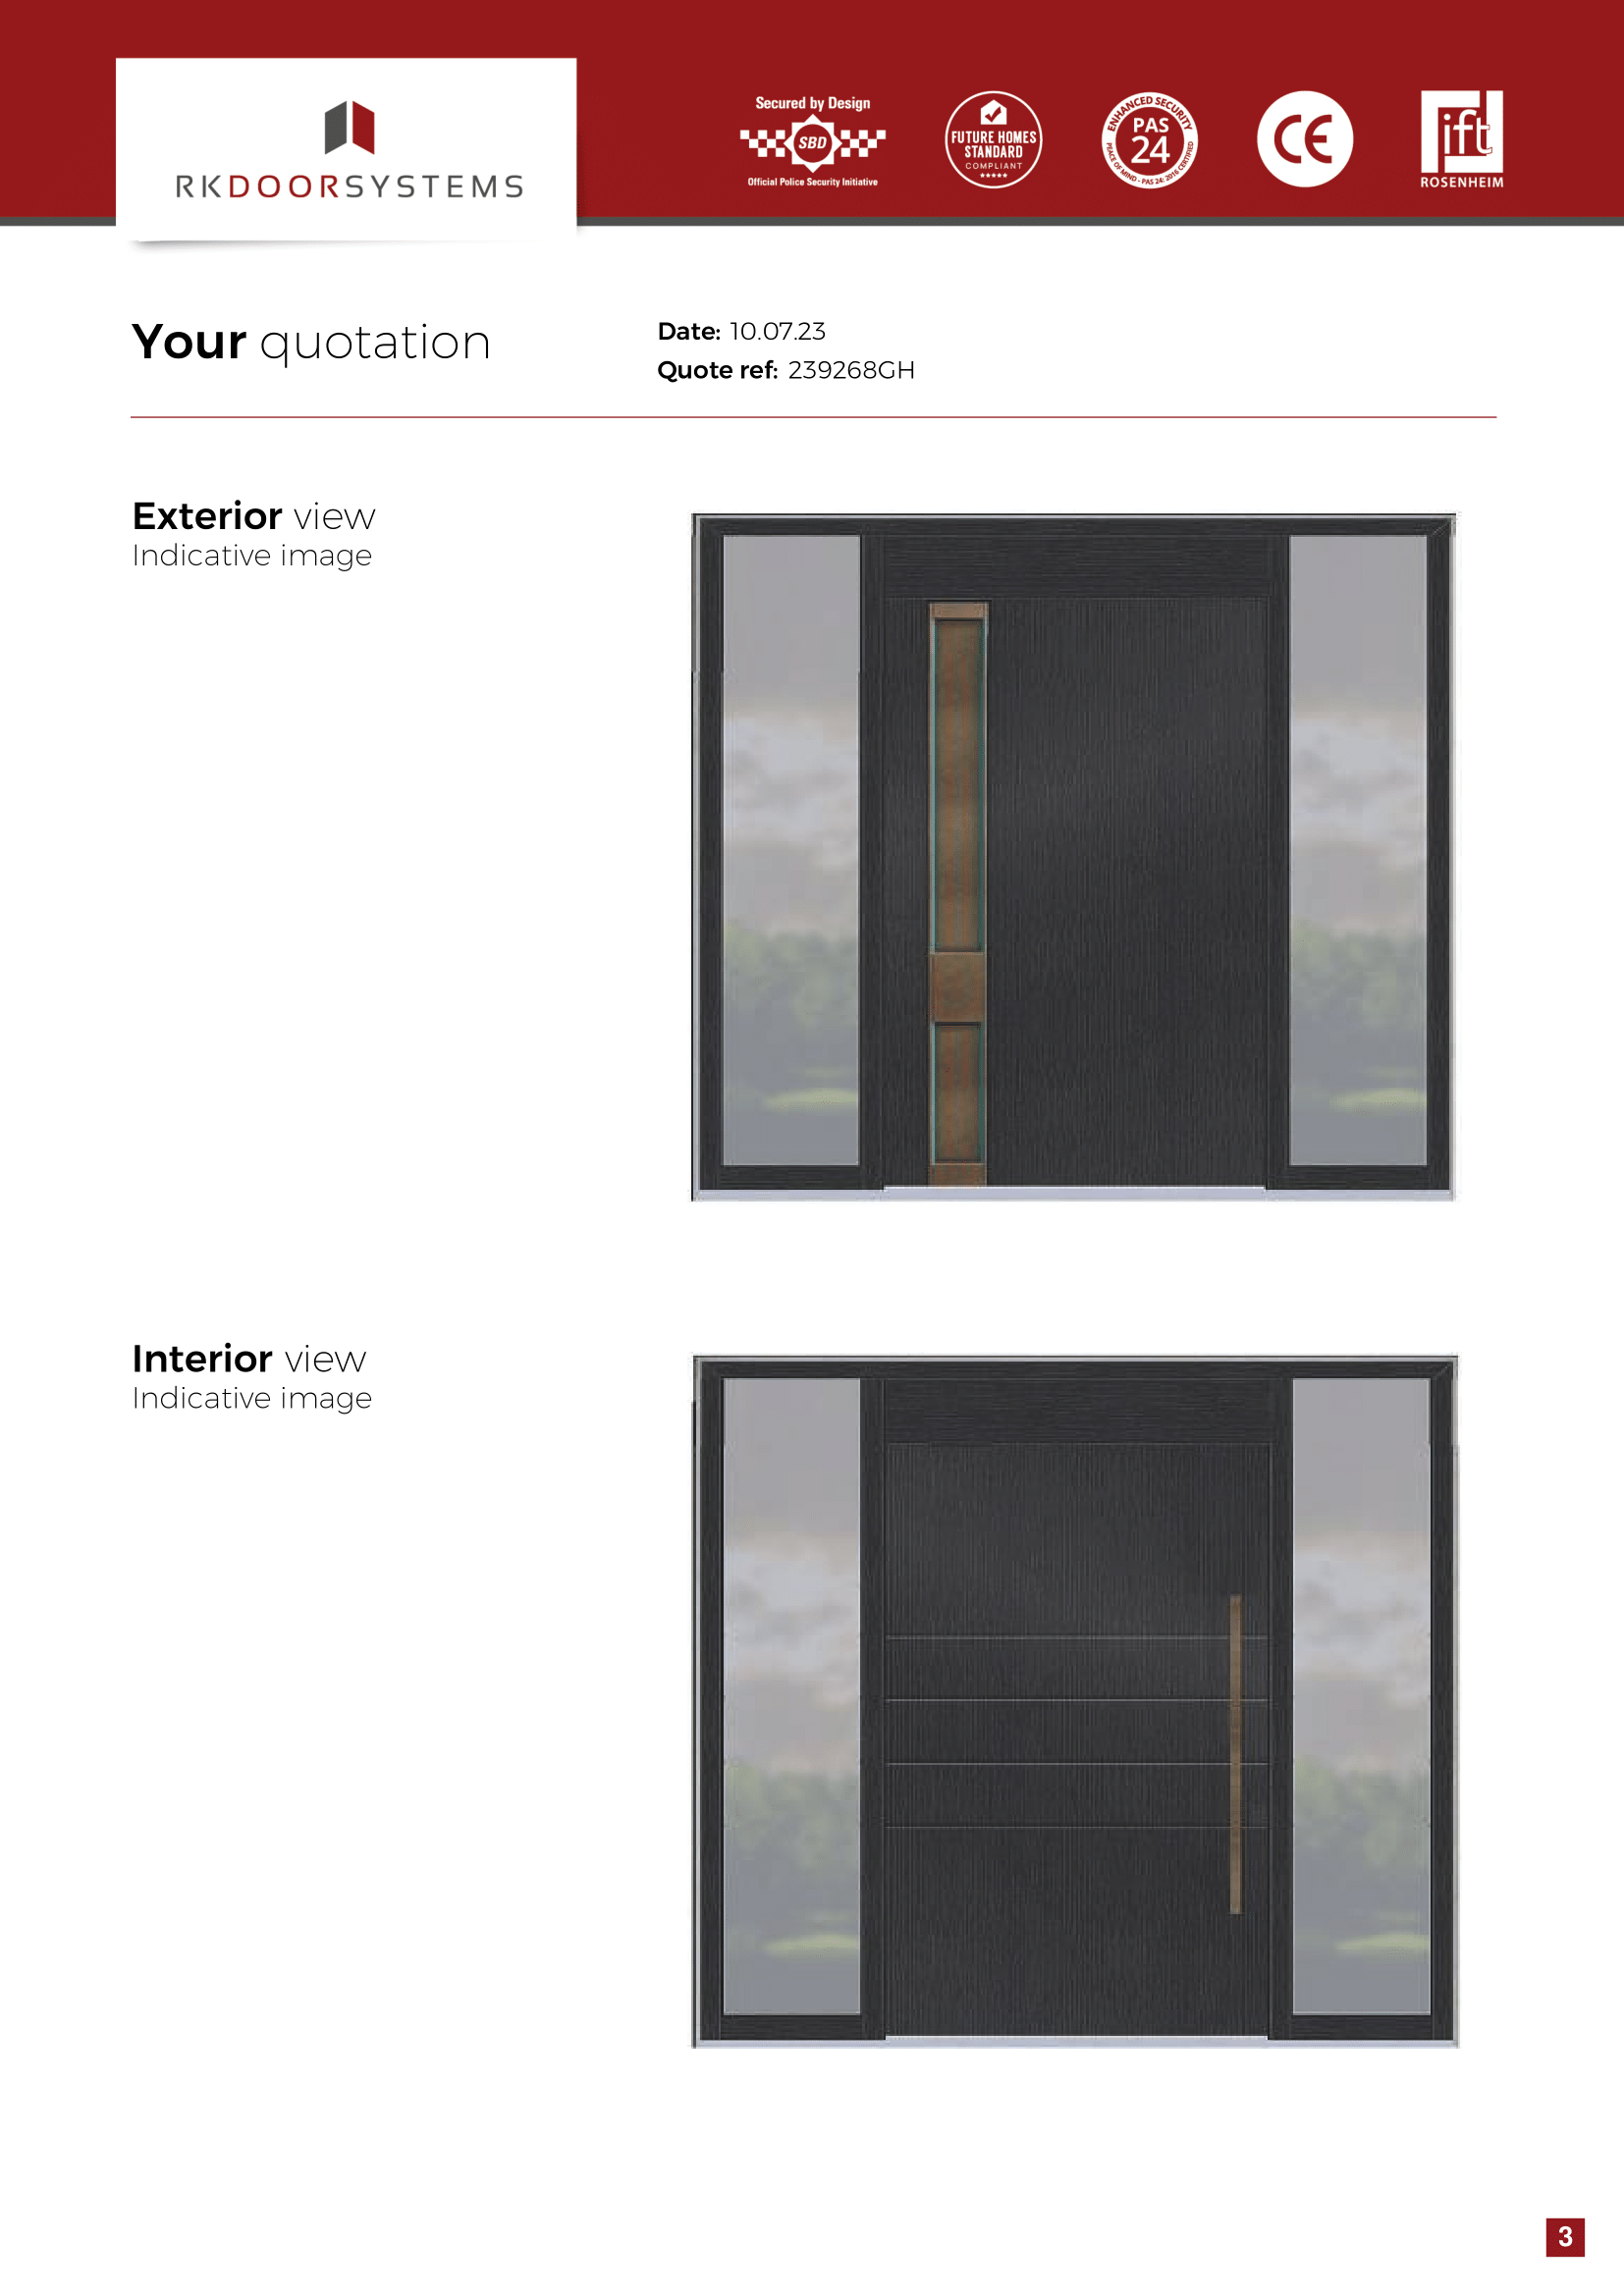 RKDOORSYSTEMS
Secured by Design
SBD
Official Police Security Initiative
FUTURE HOMES
STANDARD
COMPLIANT
ENHANCED SECURITY
PAS
24
PEACE OF MIND - PAS 24: 2016 CERTIFIED
CE
ift
ROSENHEIM
Your quotation
Date: 10.07.23
Quote ref: 239268GH
Exterior view
Indicative image
Interior view
Indicative image
3